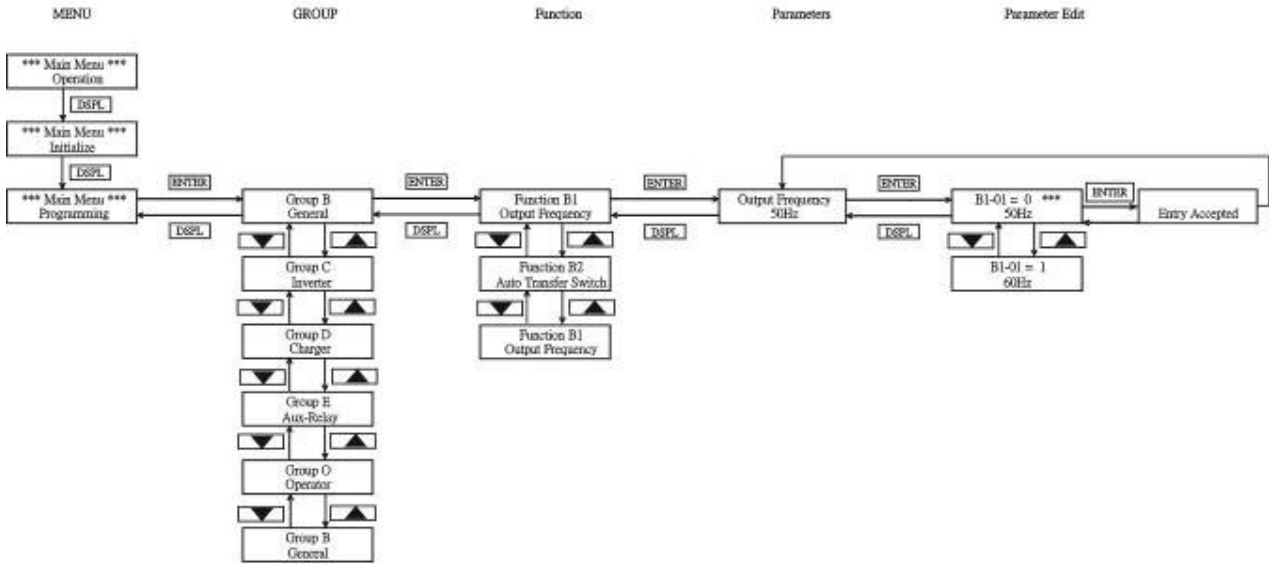 MENU
GROUP
Function
Parameters
Parameter Edit
*** Main Menu ***
Operation
DSPL
*** Main Menu ***
Initialize
DSPL
*** Main Menu ***
Programming
ENTER
DSPL
Group B
General
ENTER
DSPL
Function B1
Output Frequency
ENTER
DSPL
Output Frequency
50Hz
ENTER
DSPL
B1-01 = 0 ***
50Hz
ENTER
Entry Accepted
Group C
Inverter
Function B2
Auto Transfer Switch
B1-01 = 1
60Hz
Group D
Charger
Function B1
Output Frequency
Group E
Aux-Relay
Group O
Operator
Group B
General